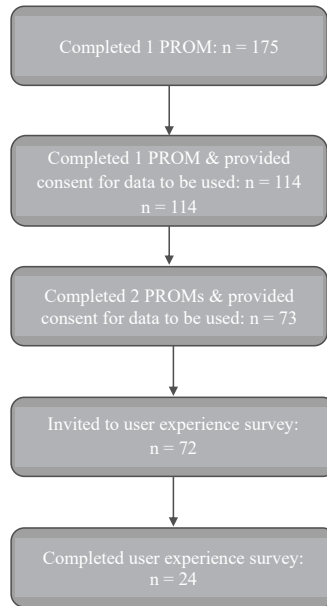 Completed 1 PROM: n = 175
Completed 1 PROM & provided
consent for data to be used: n = 114
n = 114
Completed 2 PROMs & provided
consent for data to be used: n = 73
Invited to user experience survey:
n = 72
Completed user experience survey:
n = 24